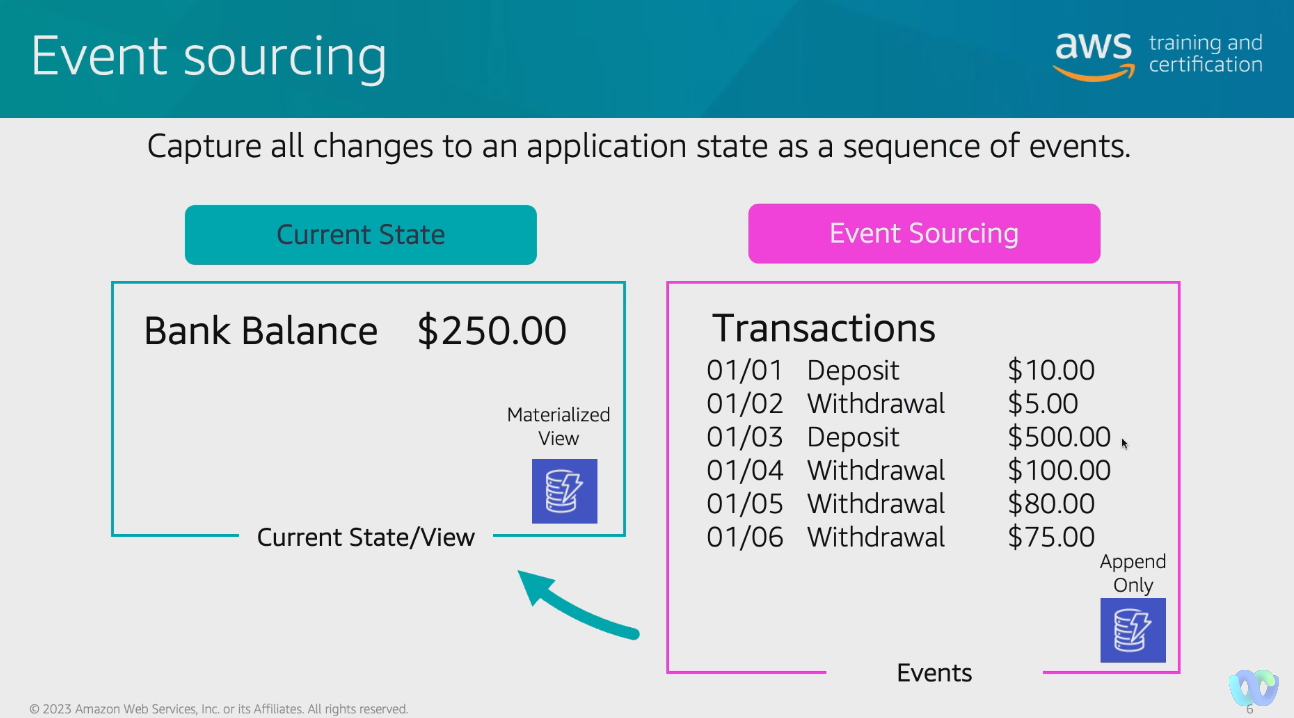 Event sourcing
aws training and certification
Capture all changes to an application state as a sequence of events.
Current State
Bank Balance $250.00
Materialized
View
Current State/View
Event Sourcing
Transactions
01/01 Deposit $10.00
01/02 Withdrawal $5.00
01/03 Deposit $500.00
01/04 Withdrawal $100.00
01/05 Withdrawal $80.00
01/06 Withdrawal $75.00
Append
Only
Events
© 2023 Amazon Web Services, Inc. or its Affiliates. All rights reserved.
6